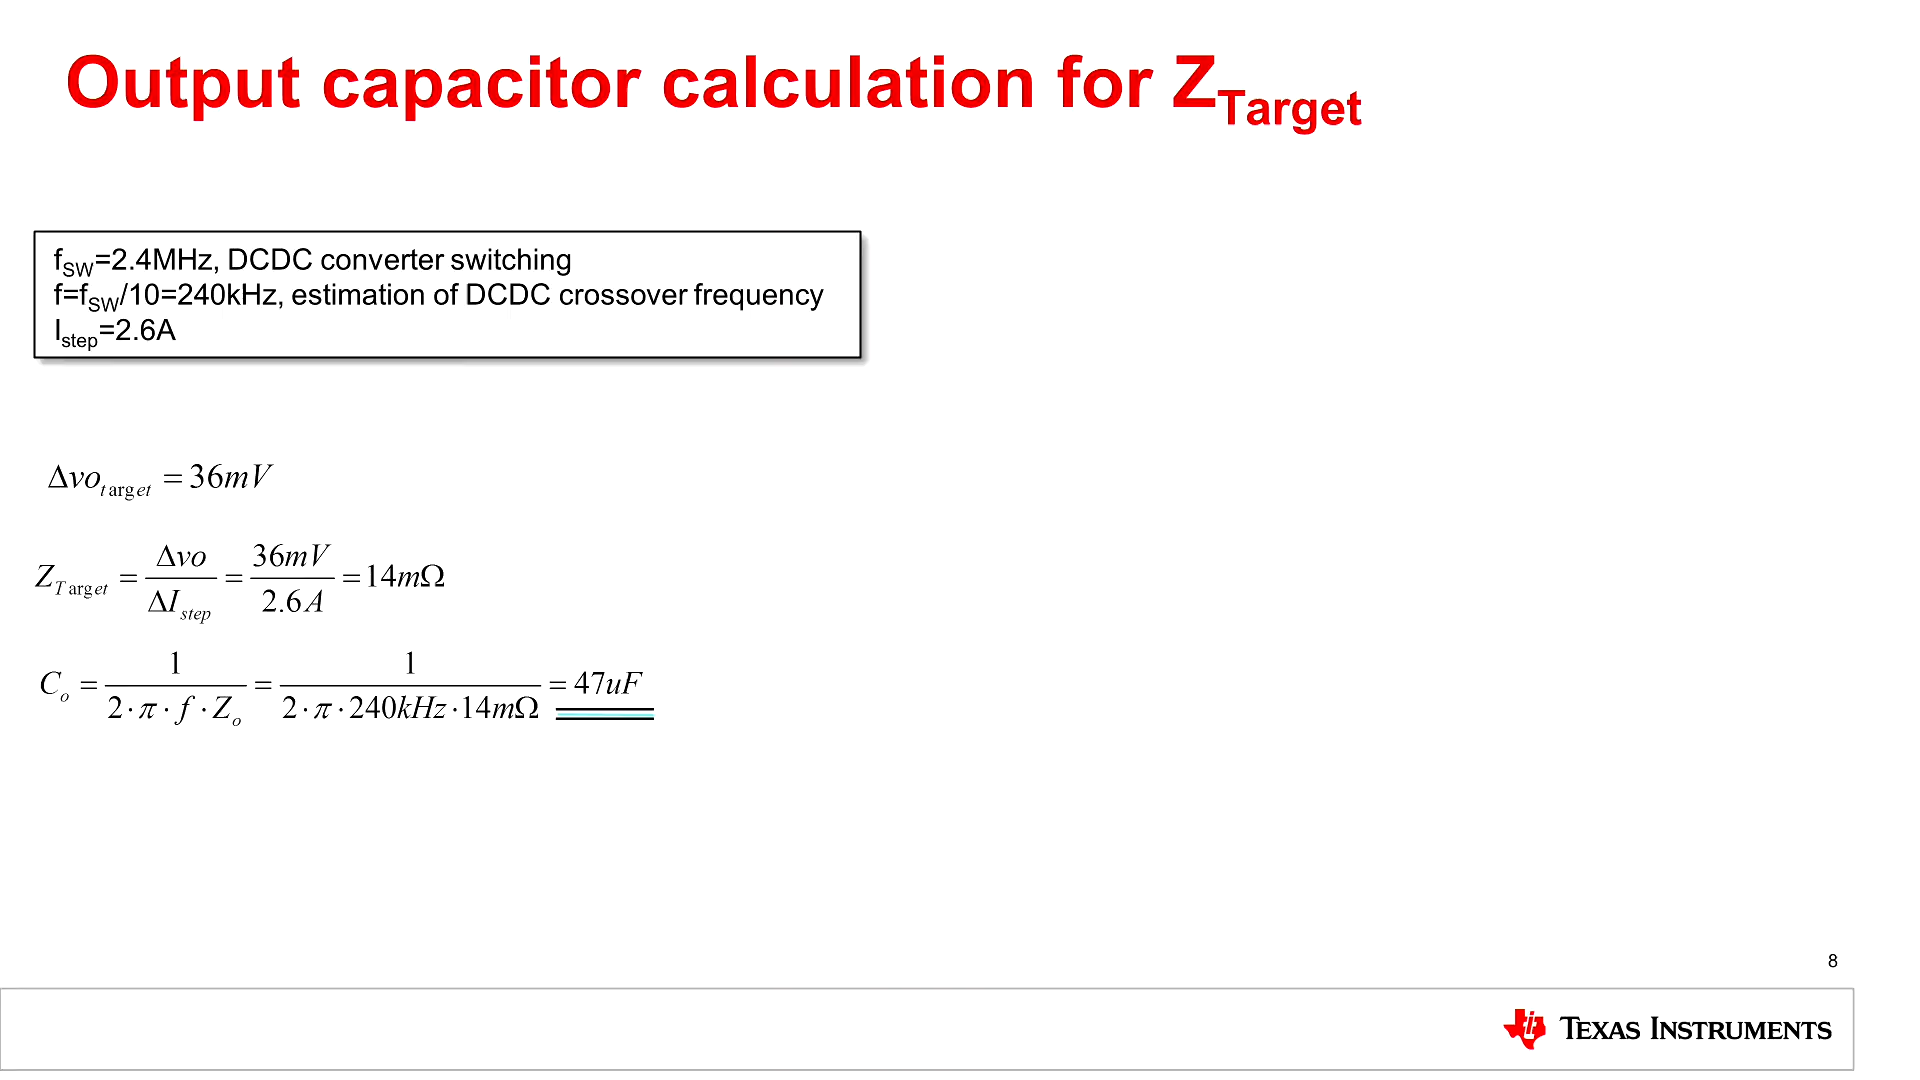 Output capacitor calculation for Z_Target
f_SW=2.4MHz, DCDC converter switching
f=f_SW/10=240kHz, estimation of DCDC crossover frequency
I_step=2.6A
Δvo_target = 36mV
Z_Target = Δvo / ΔI_step = 36mV / 2.6A = 14mΩ
C_o = 1 / (2·π·f·Z_o) = 1 / (2·π·240kHz·14mΩ) = 47uF
8
TEXAS INSTRUMENTS